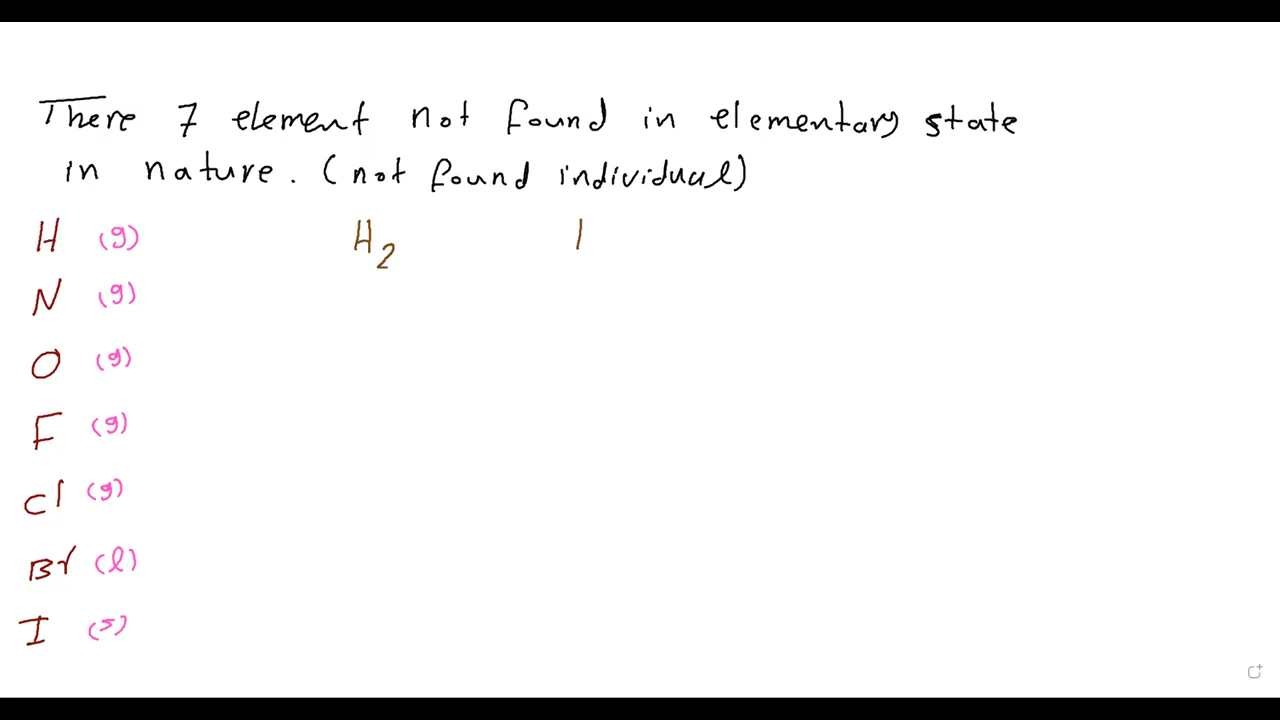 There 7 element not found in elementary state
in nature. (not found individual)
H (g) H2
N (g)
O (g)
F (g)
Cl (g)
Br (l)
I (s)